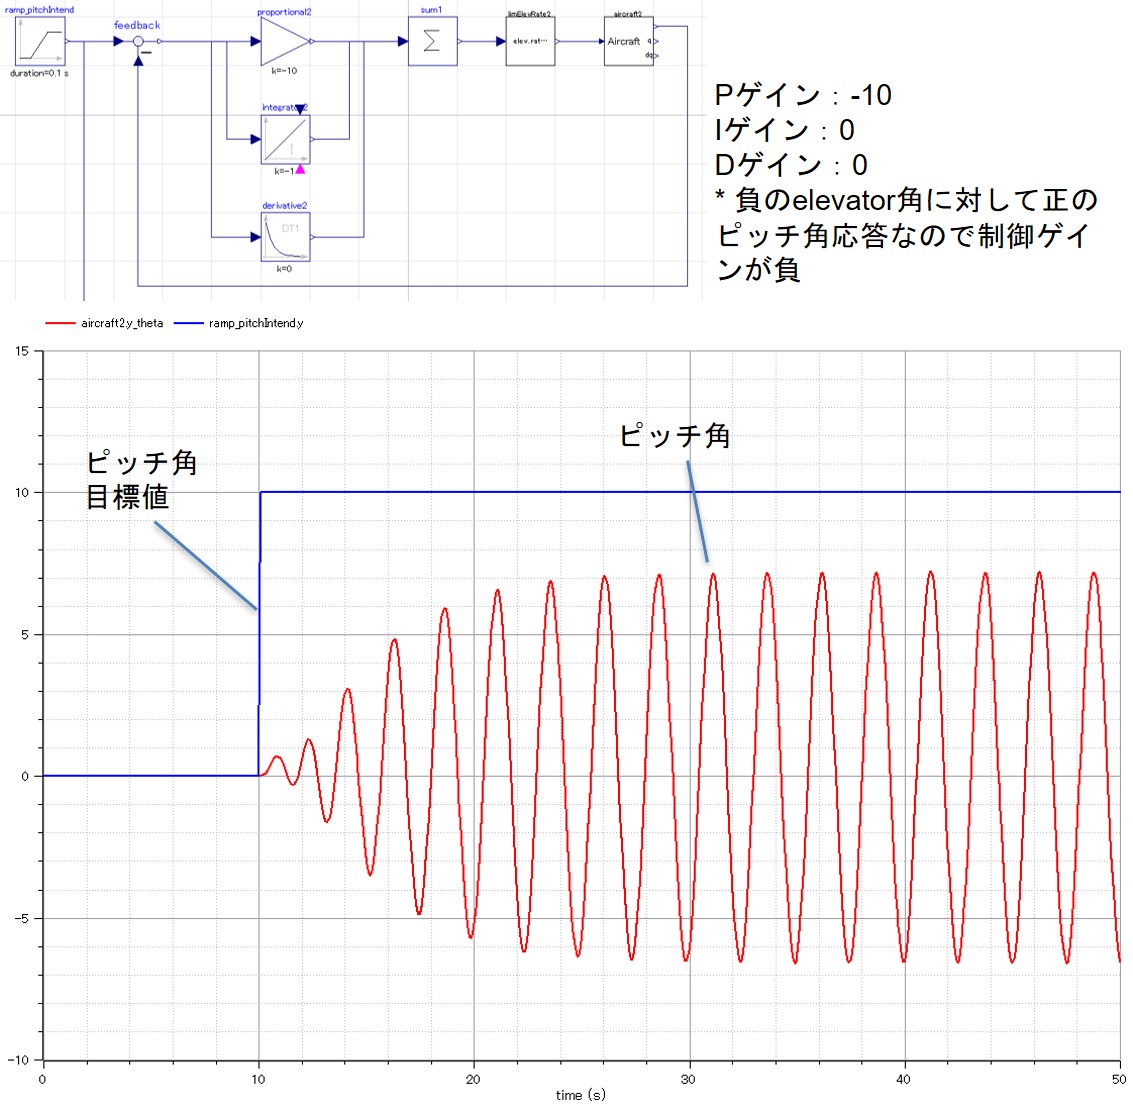 ramp_pitchIntend
duration=0.1 s
feedback
proportional2
k=-10
k=-1
derivative2
DT1
k=0
sum1
Σ
limElevRate2
elev.rat…
aircraft2
Aircraft
q
dq
Pゲイン：-10
Iゲイン：0
Dゲイン：0
* 負のelevator角に対して正の
ピッチ角応答なので制御ゲイ
ンが負
aircraft2.y_theta
ramp_pitchIntend.y
15
10
5
0
-5
-10
ピッチ角
目標値
ピッチ角
0
10
20
30
40
50
time (s)